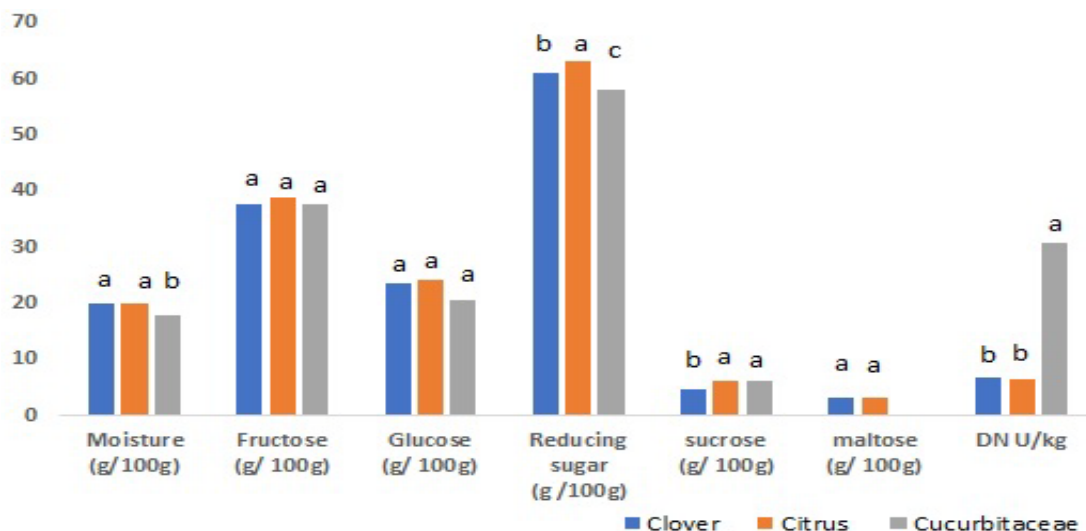 70
60
50
40
30
20
10
0
a a b
a a a
a a a
b a c
b a a
a a
b b a
Moisture
(g/ 100g)
Fructose
(g/ 100g)
Glucose
(g/ 100g)
Reducing
sugar
(g /100g)
sucrose
(g/ 100g)
maltose
(g/ 100g)
DN U/kg
Clover Citrus Cucurbitaceae